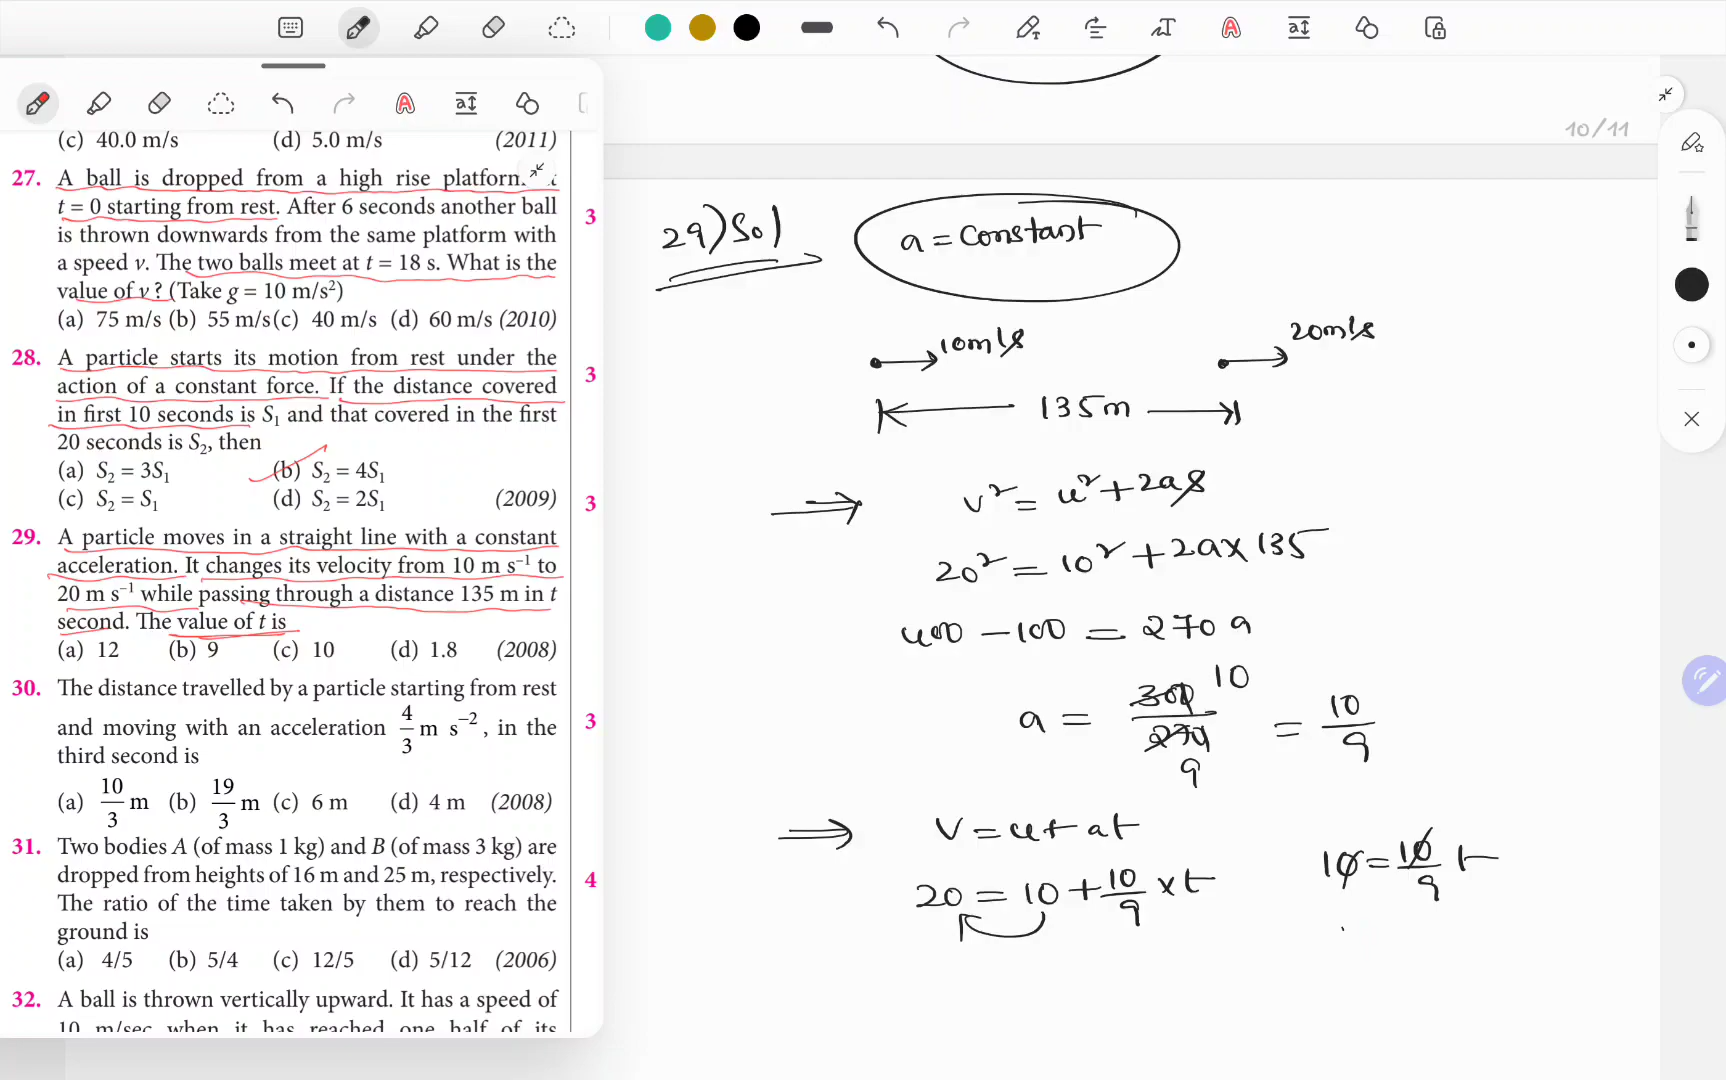 (c) 40.0 m/s (d) 5.0 m/s (2011)
27. A ball is dropped from a high rise platform
t = 0 starting from rest. After 6 seconds another ball
is thrown downwards from the same platform with
a speed v. The two balls meet at t = 18 s. What is the
value of v ? (Take g = 10 m/s²)
(a) 75 m/s (b) 55 m/s (c) 40 m/s (d) 60 m/s (2010)
28. A particle starts its motion from rest under the
action of a constant force. If the distance covered
in first 10 seconds is S₁ and that covered in the first
20 seconds is S₂, then
(a) S₂ = 3S₁ (b) S₂ = 4S₁
(c) S₂ = S₁ (d) S₂ = 2S₁ (2009)
29. A particle moves in a straight line with a constant
acceleration. It changes its velocity from 10 m s⁻¹ to
20 m s⁻¹ while passing through a distance 135 m in t
second. The value of t is
(a) 12 (b) 9 (c) 10 (d) 1.8 (2008)
30. The distance travelled by a particle starting from rest
and moving with an acceleration 4/3 m s⁻², in the
third second is
(a) 10/3 m (b) 19/3 m (c) 6 m (d) 4 m (2008)
31. Two bodies A (of mass 1 kg) and B (of mass 3 kg) are
dropped from heights of 16 m and 25 m, respectively.
The ratio of the time taken by them to reach the
ground is
(a) 4/5 (b) 5/4 (c) 12/5 (d) 5/12 (2006)
32. A ball is thrown vertically upward. It has a speed of
10 m/sec when it has reached one half of its
3
3
3
3
4
10/11
29) Sol
a = constant
10m/s 20m/s
135m
v² = u² + 2as
20² = 10² + 2a x 135
400 - 100 = 270 a
a = 300/270 10/9 = 10/9
v = u + at
20 = 10 + 10/9 x t
10 = 10/9 t